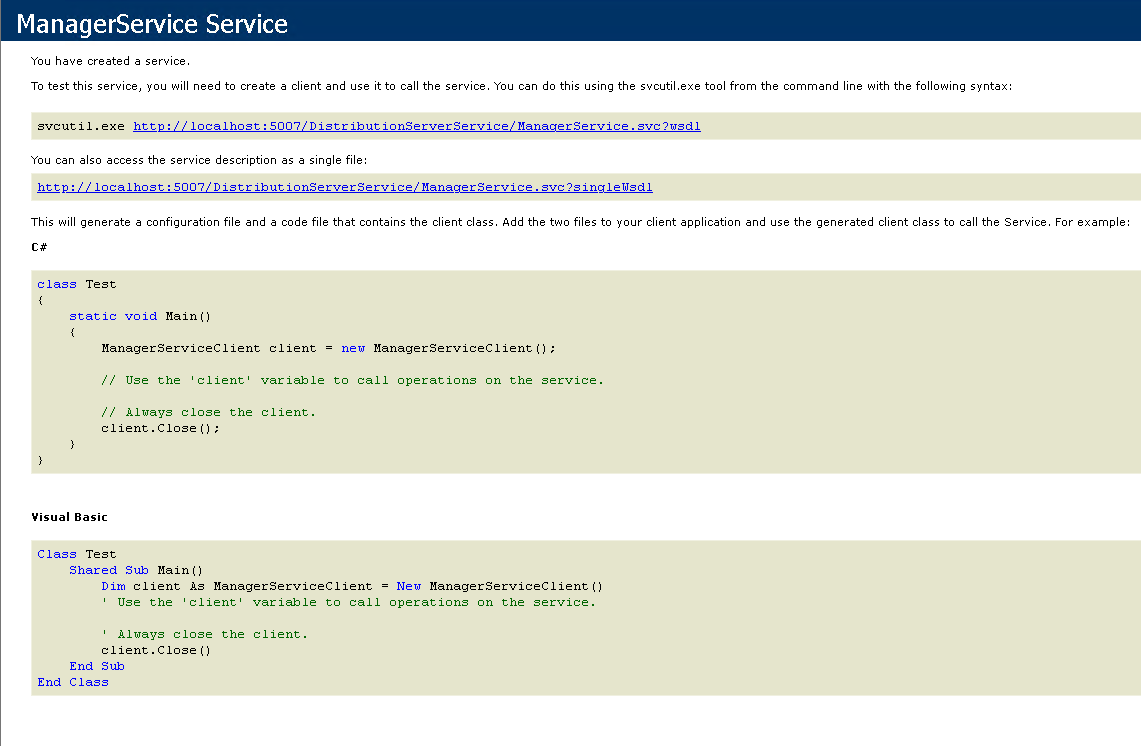 ManagerService Service
You have created a service.
To test this service, you will need to create a client and use it to call the service. You can do this using the svcutil.exe tool from the command line with the following syntax:
svcutil.exe http://localhost:5007/DistributionServerService/ManagerService.svc?wsdl
You can also access the service description as a single file:
http://localhost:5007/DistributionServerService/ManagerService.svc?singleWsdl
This will generate a configuration file and a code file that contains the client class. Add the two files to your client application and use the generated client class to call the Service. For example:
C#
class Test
{
    static void Main()
    {
        ManagerServiceClient client = new ManagerServiceClient();
        // Use the 'client' variable to call operations on the service.
        // Always close the client.
        client.Close();
    }
}
Visual Basic
Class Test
    Shared Sub Main()
        Dim client As ManagerServiceClient = New ManagerServiceClient()
        ' Use the 'client' variable to call operations on the service.
        ' Always close the client.
        client.Close()
    End Sub
End Class